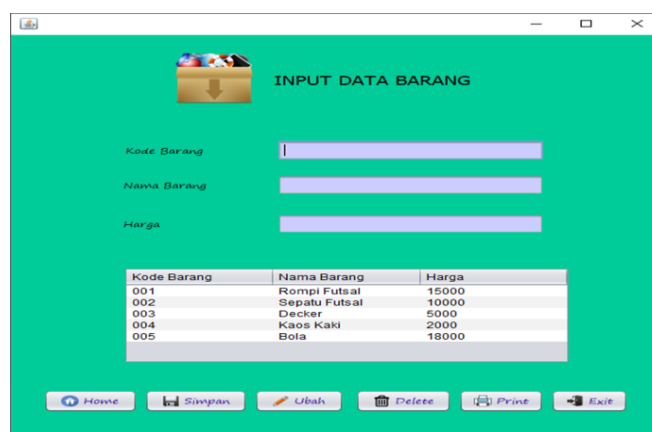 INPUT DATA BARANG
Kode Barang
Nama Barang
Harga
Kode Barang Nama Barang Harga
001 Rompi Futsal 15000
002 Sepatu Futsal 10000
003 Decker 5000
004 Kaos Kaki 2000
005 Bola 18000
Home Simpan Ubah Delete Print Exit